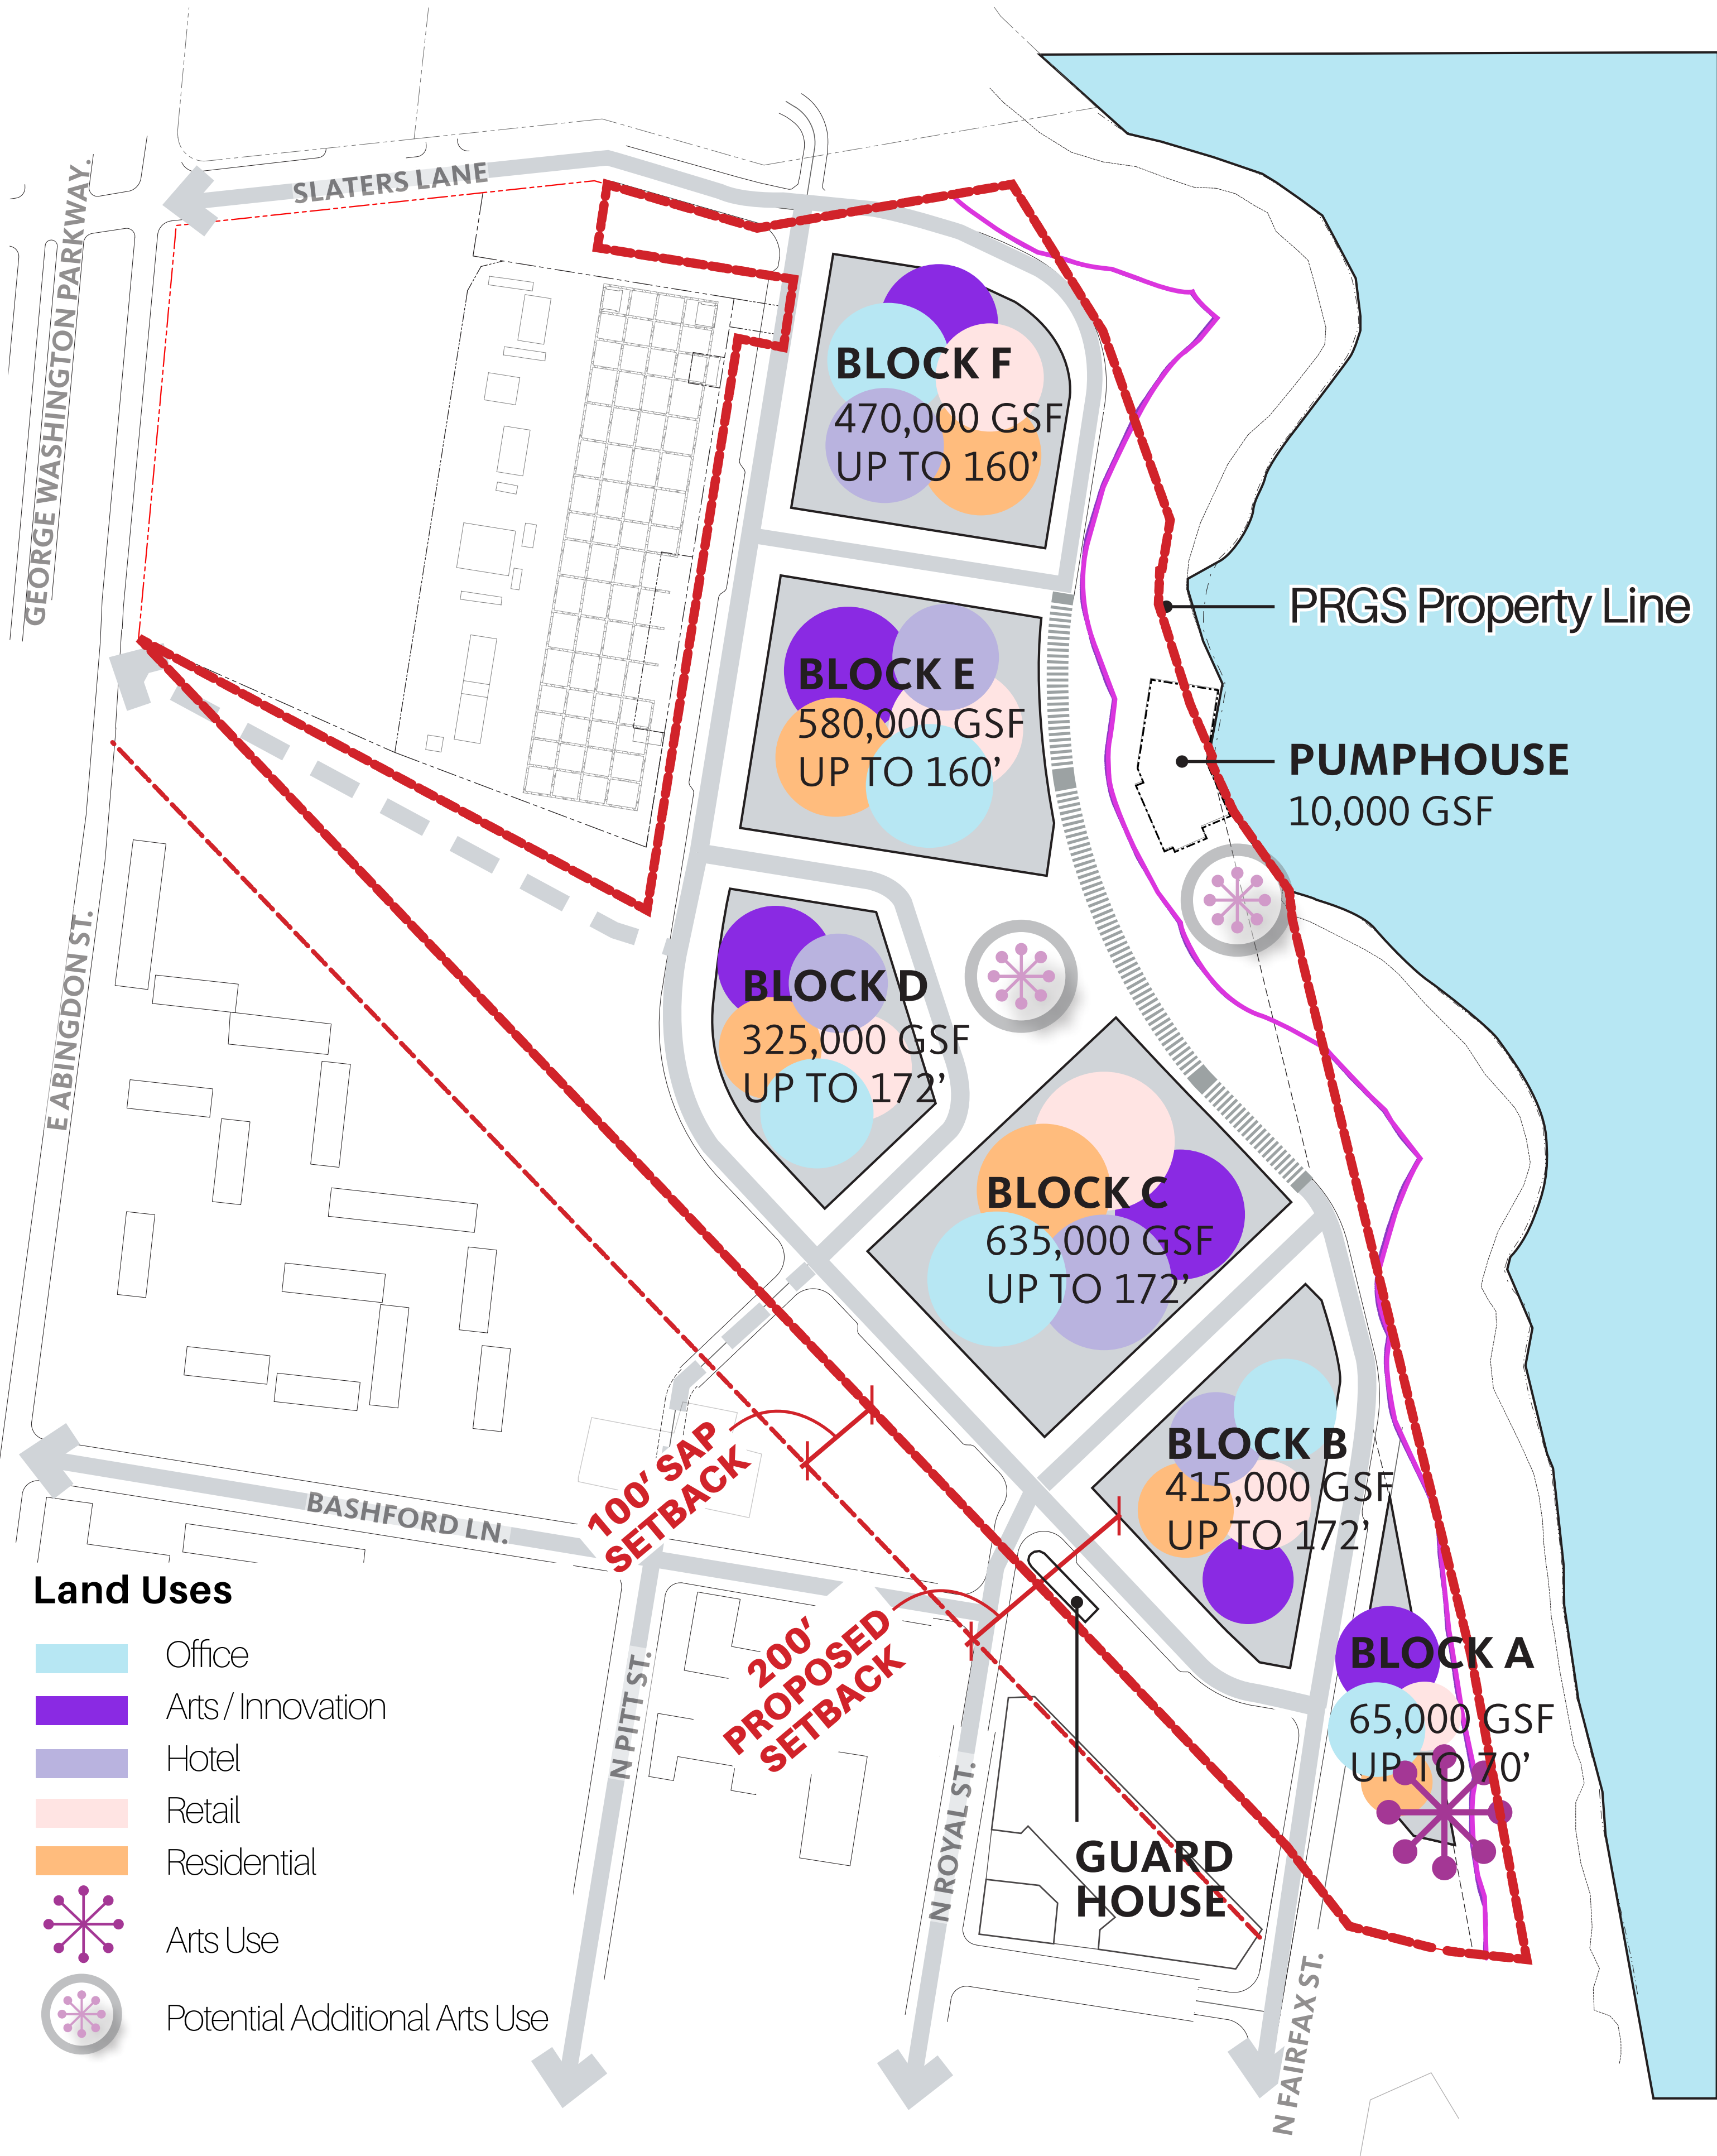 SLATERS LANE
GEORGE WASHINGTON PARKWAY.
BLOCK F
470,000 GSF
UP TO 160’
PRGS Property Line
BLOCK E
580,000 GSF
UP TO 160’
PUMPHOUSE
10,000 GSF
E ABINGDON ST.
BLOCK D
325,000 GSF
UP TO 172’
BLOCK C
635,000 GSF
UP TO 172’
BLOCK B
415,000 GSF
UP TO 172’
100’ SAP
SETBACK
BASHFORD LN.
200’
PROPOSED
SETBACK
BLOCK A
65,000 GSF
UP TO 70’
N PITT ST.
N ROYAL ST.
GUARD
HOUSE
N FAIRFAX ST.
Land Uses
Office
Arts / Innovation
Hotel
Retail
Residential
Arts Use
Potential Additional Arts Use